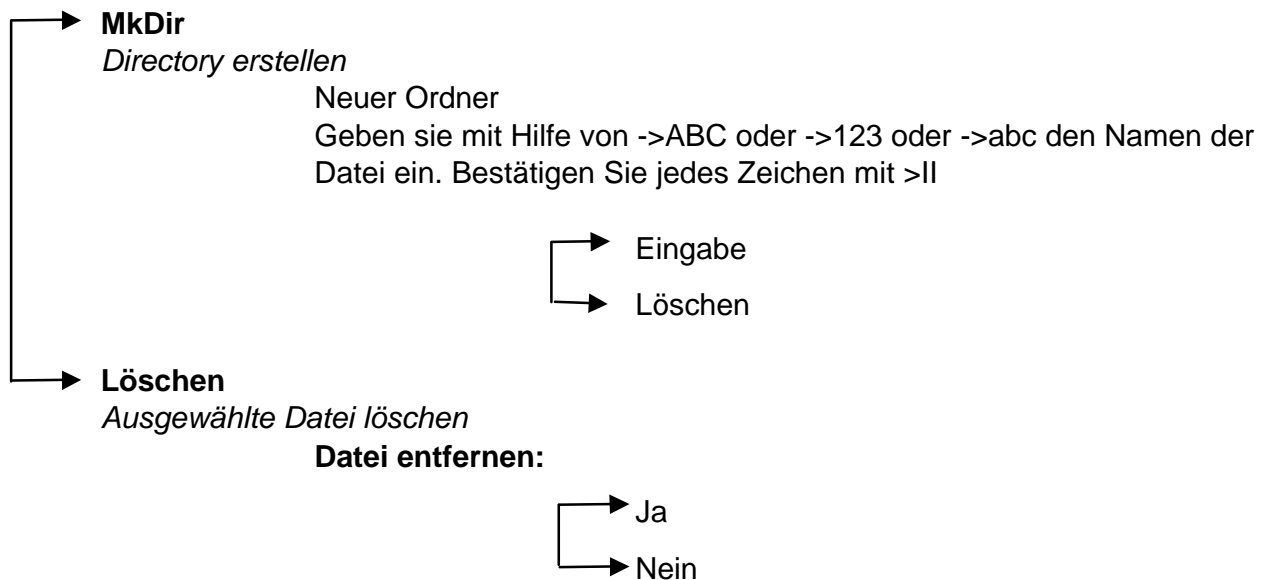 MkDir
Directory erstellen
Neuer Ordner
Geben sie mit Hilfe von ->ABC oder ->123 oder ->abc den Namen der
Datei ein. Bestätigen Sie jedes Zeichen mit >II
Eingabe
Löschen
Löschen
Ausgewählte Datei löschen
Datei entfernen:
Ja
Nein